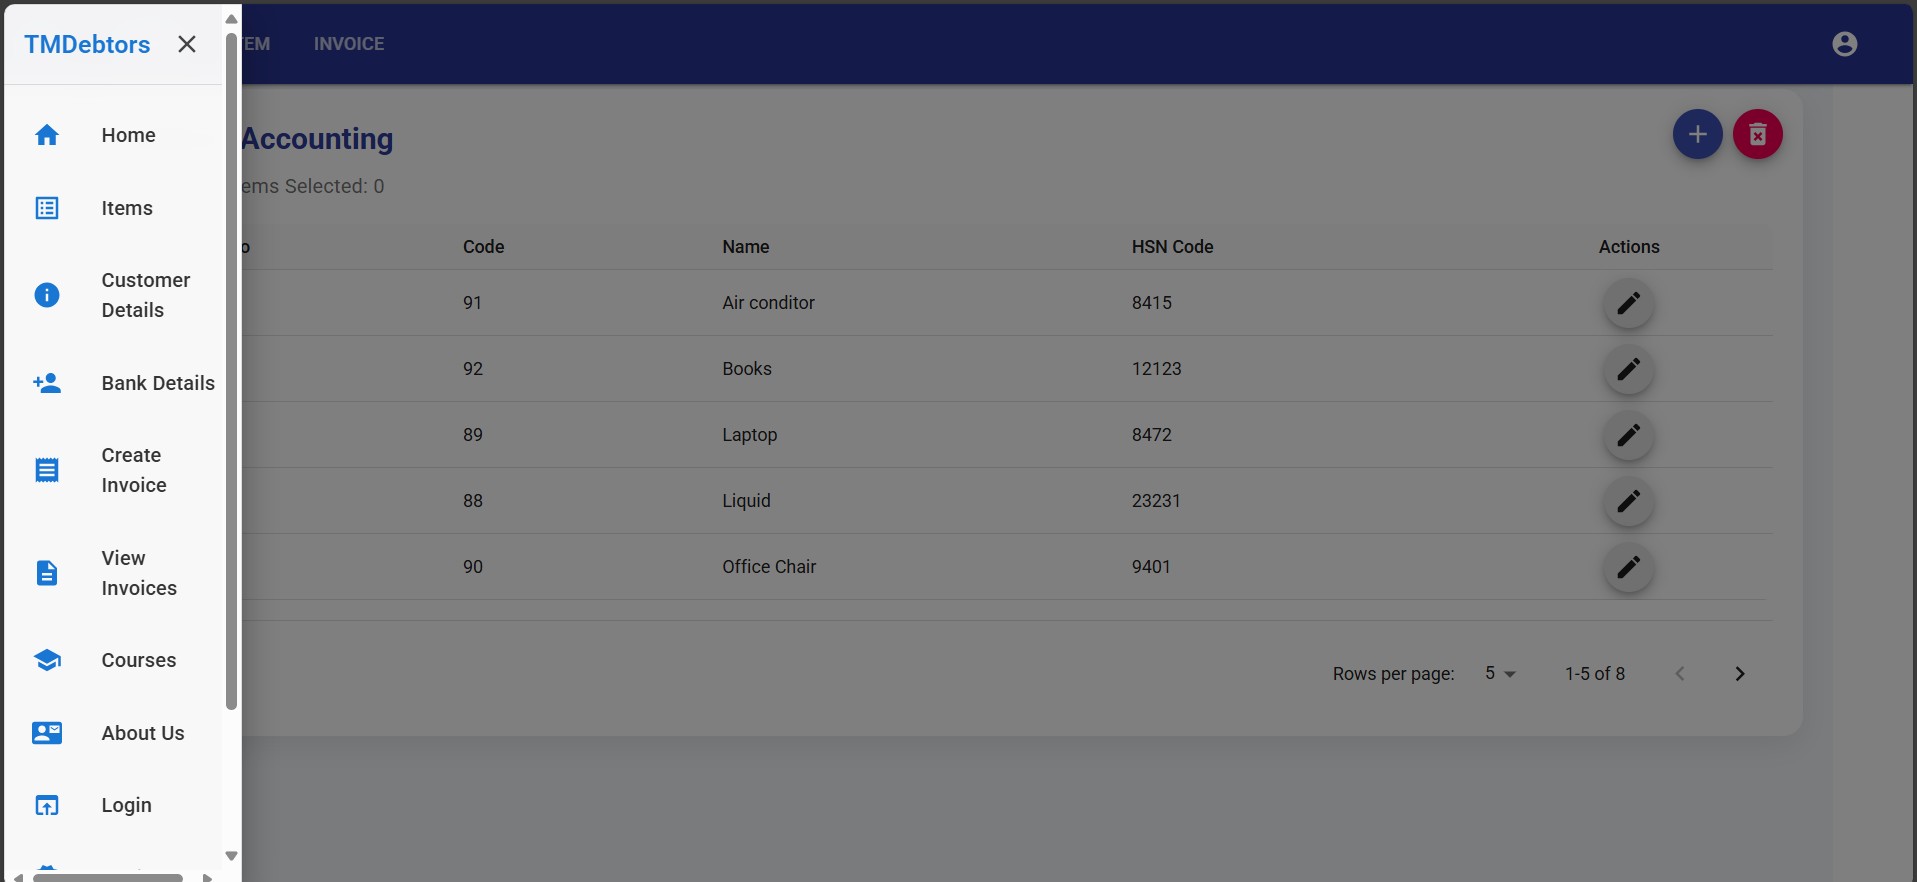 TMDebtors
INVOICE
Home
Items
Customer
Details
Bank Details
Create
Invoice
View
Invoices
Courses
About Us
Login
Accounting
Selected: 0
Code Name HSN Code Actions
91 Air conditor 8415
92 Books 12123
89 Laptop 8472
88 Liquid 23231
90 Office Chair 9401
Rows per page: 5 1-5 of 8